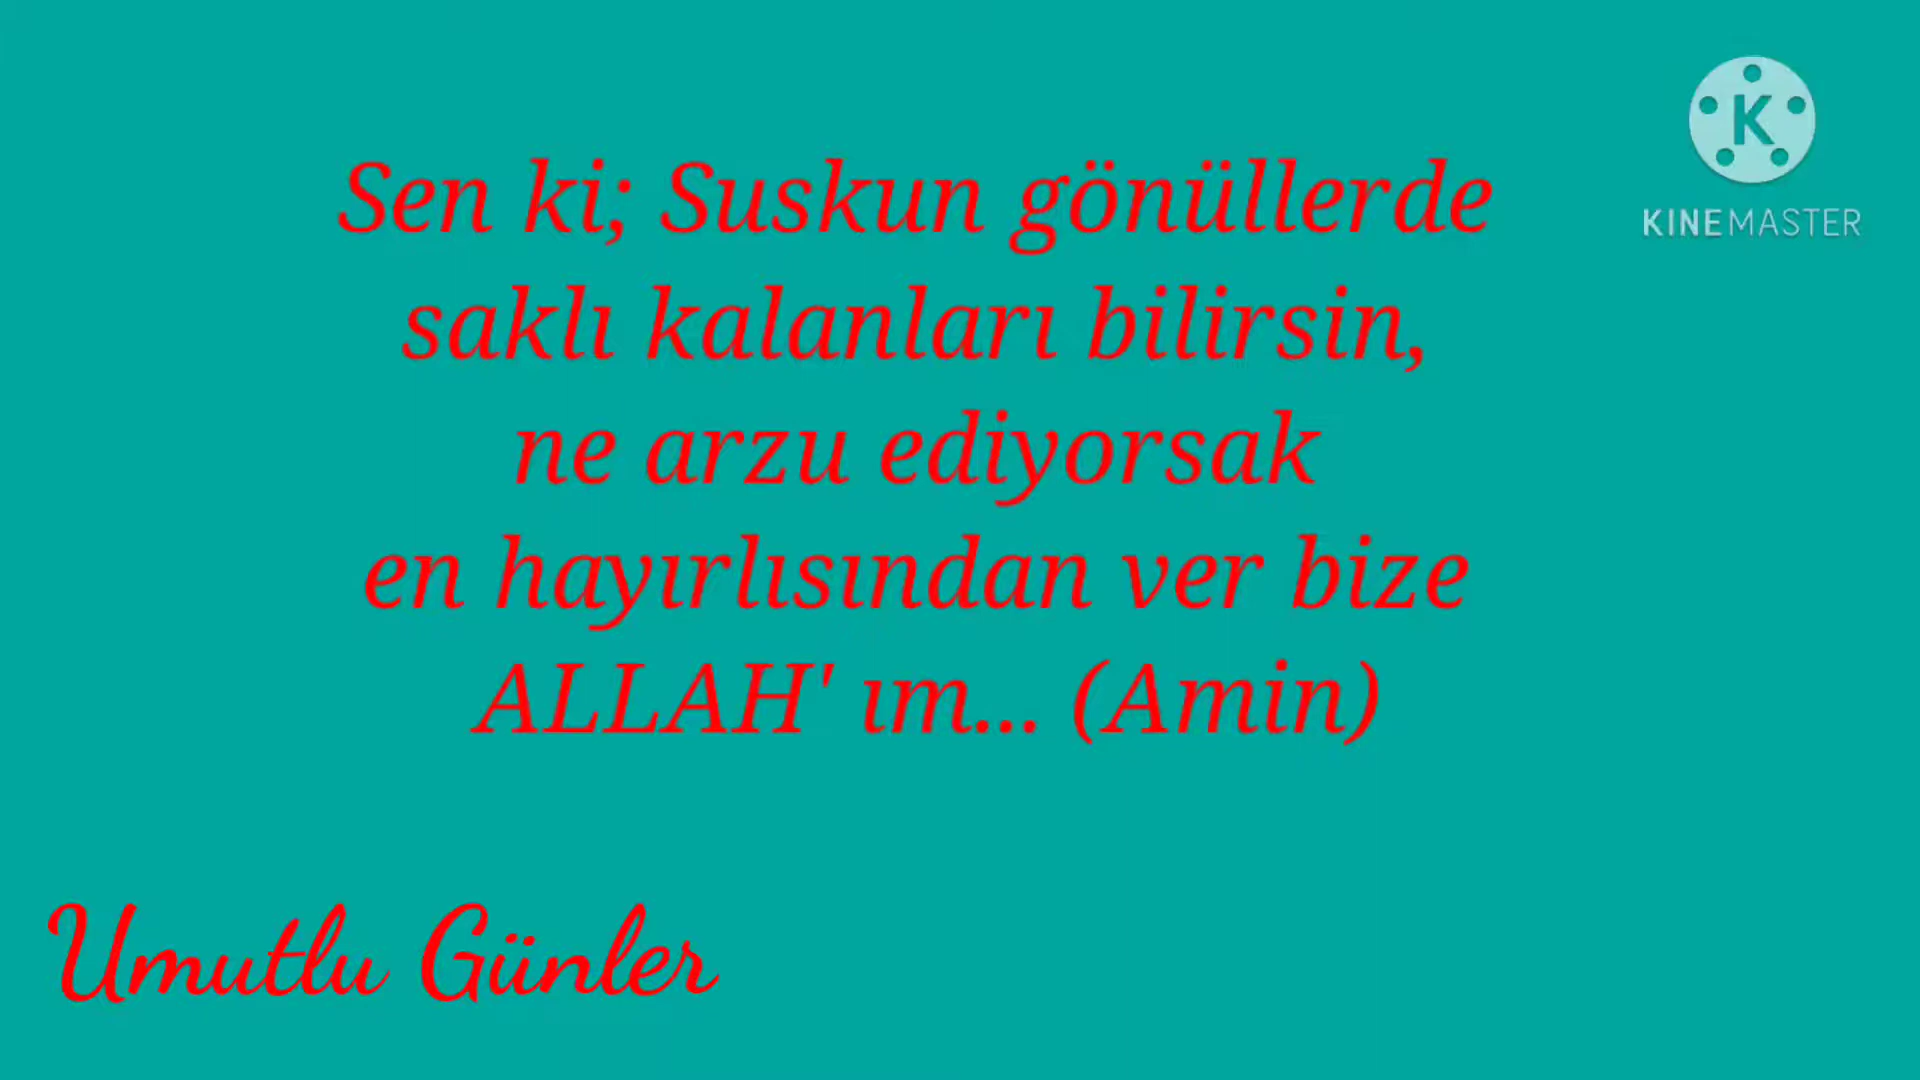 Sen ki; Suskun gönüllerde
saklı kalanları bilirsin,
ne arzu ediyorsak
en hayırlısından ver bize
ALLAH' ım... (Amin)
Umutlu Günler
K
KINEMASTER